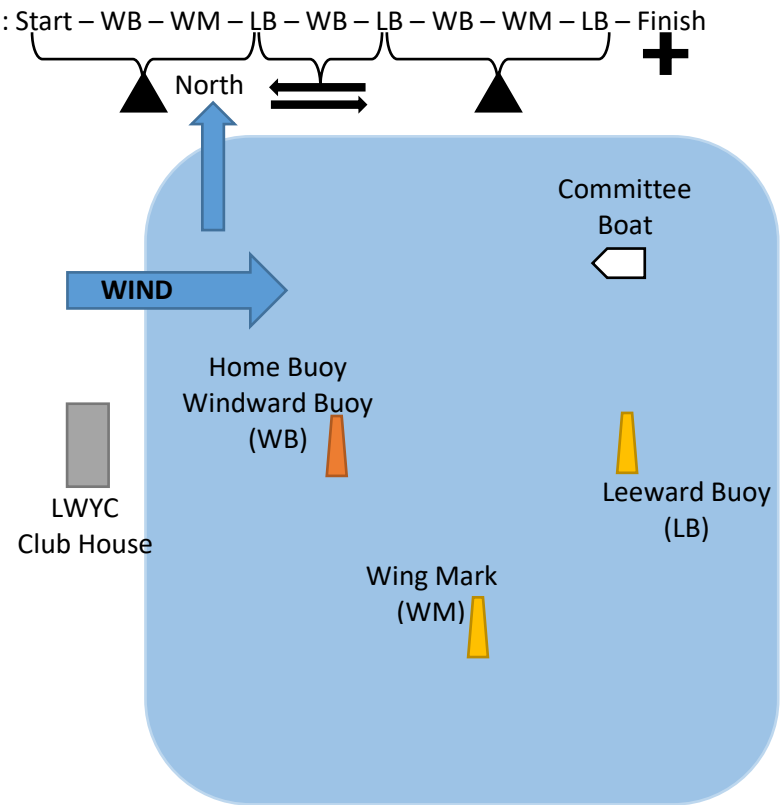 : Start – WB – WM – LB – WB – LB – WB – WM – LB – Finish
North
Committee
Boat
WIND
Home Buoy
Windward Buoy
(WB)
LWYC
Club House
Leeward Buoy
(LB)
Wing Mark
(WM)